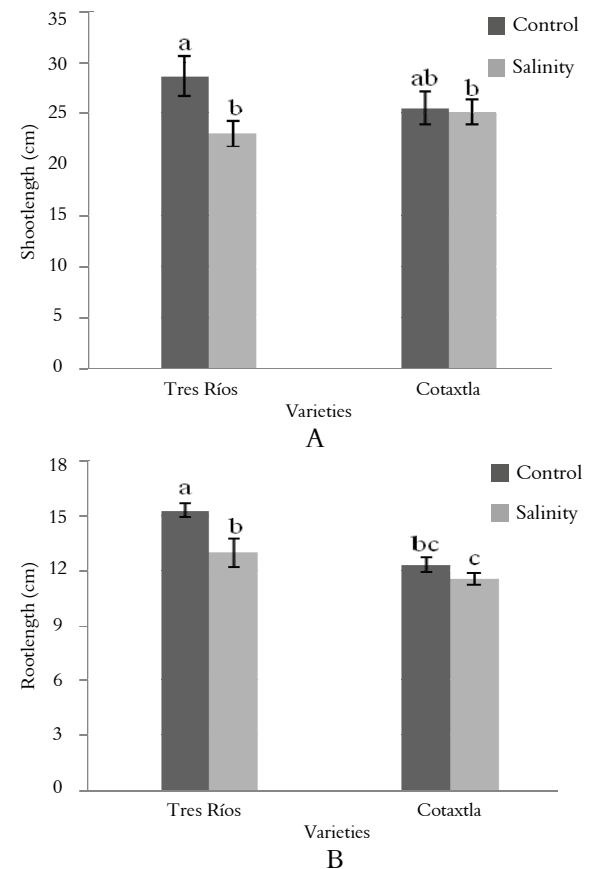 35
Control
a
30
Salinity
ab
b
b
25
20
Shootlength (cm)
15
10
5
0
Tres Ríos
Cotaxtla
Varieties
A
18
Control
a
15
Salinity
b
bc
c
12
9
Rootlength (cm)
6
3
0
Tres Ríos
Cotaxtla
Varieties
B